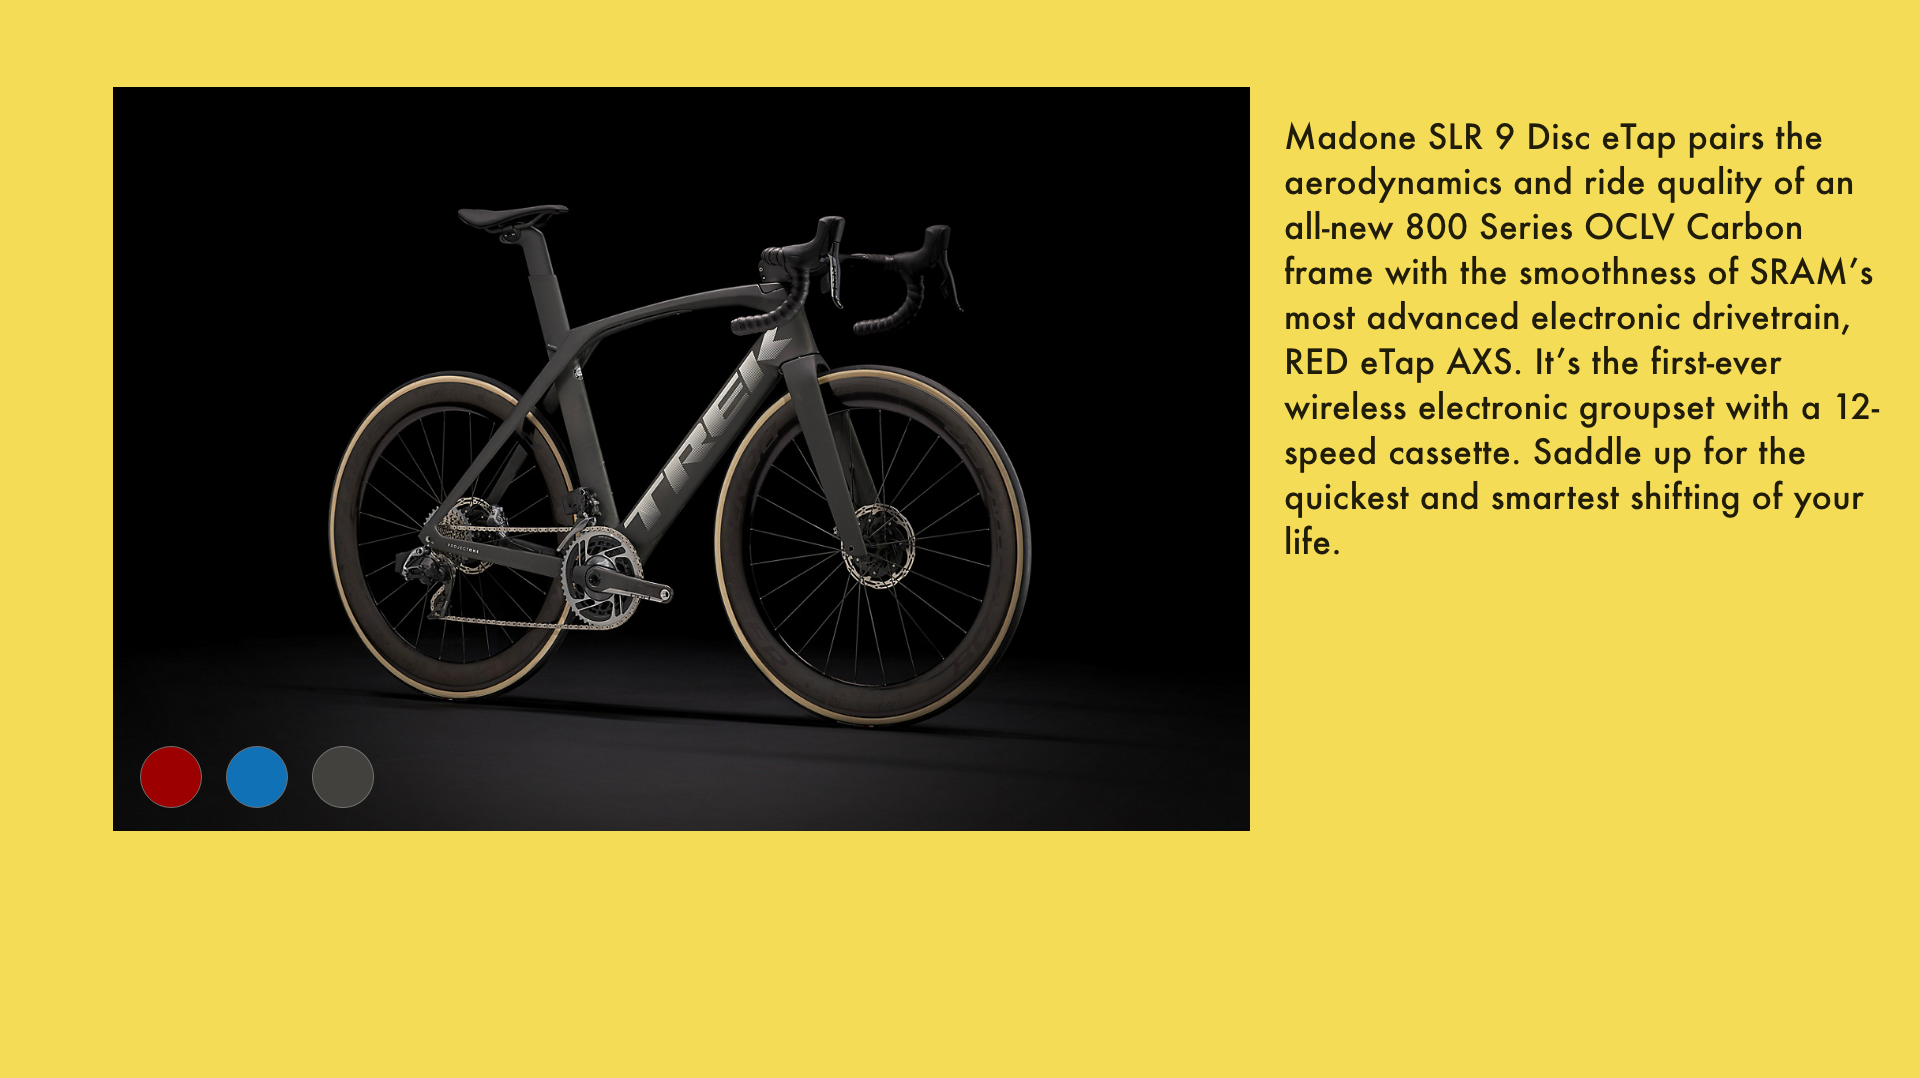 TREK
PROJECT ONE
Madone SLR 9 Disc eTap pairs the
aerodynamics and ride quality of an
all-new 800 Series OCLV Carbon
frame with the smoothness of SRAM’s
most advanced electronic drivetrain,
RED eTap AXS. It’s the first-ever
wireless electronic groupset with a 12-
speed cassette. Saddle up for the
quickest and smartest shifting of your
life.